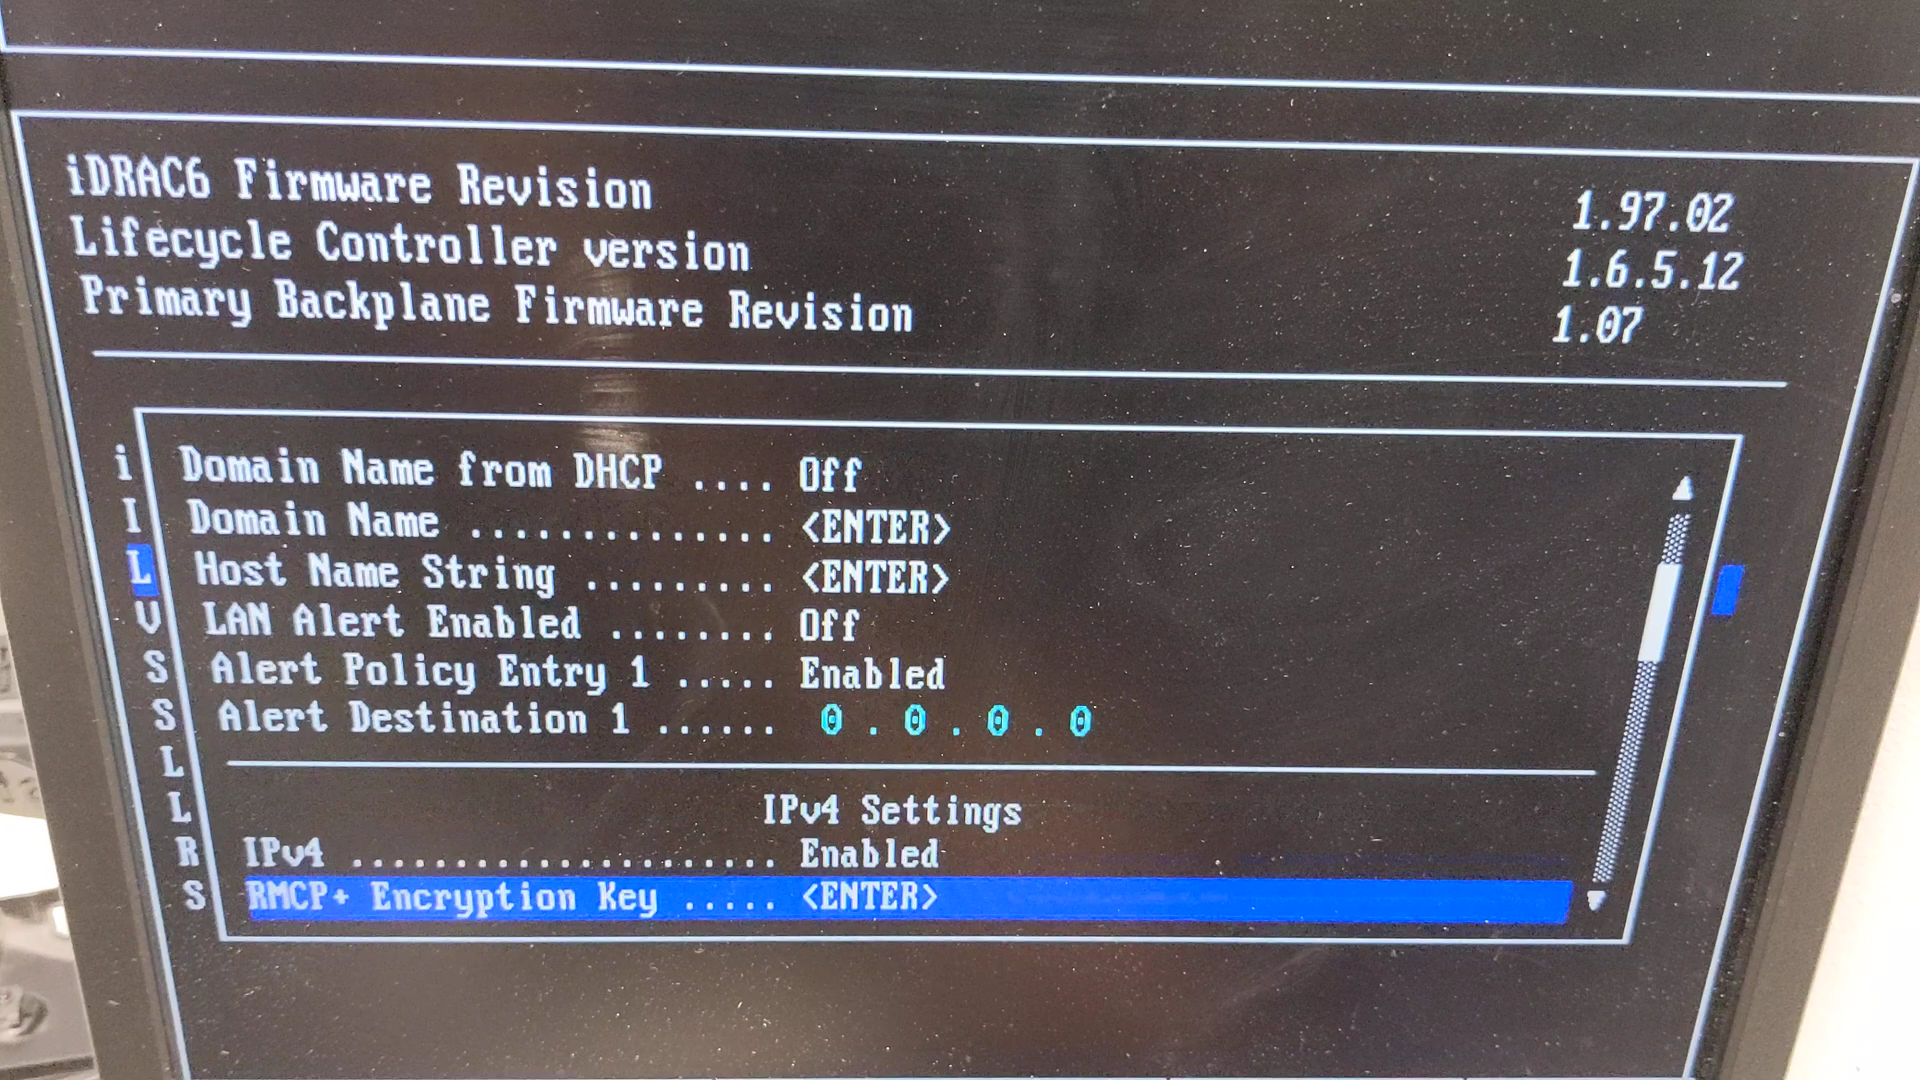 iDRAC6 Firmware Revision 1.97.02
Lifecycle Controller version 1.6.5.12
Primary Backplane Firmware Revision 1.07
i Domain Name from DHCP .... Off
I Domain Name .............. <ENTER>
L Host Name String ......... <ENTER>
V LAN Alert Enabled ........ Off
S Alert Policy Entry 1 ..... Enabled
S Alert Destination 1 ...... 0 . 0 . 0 . 0
L
L IPv4 Settings
R IPv4 ..................... Enabled
S RMCP+ Encryption Key ..... <ENTER>